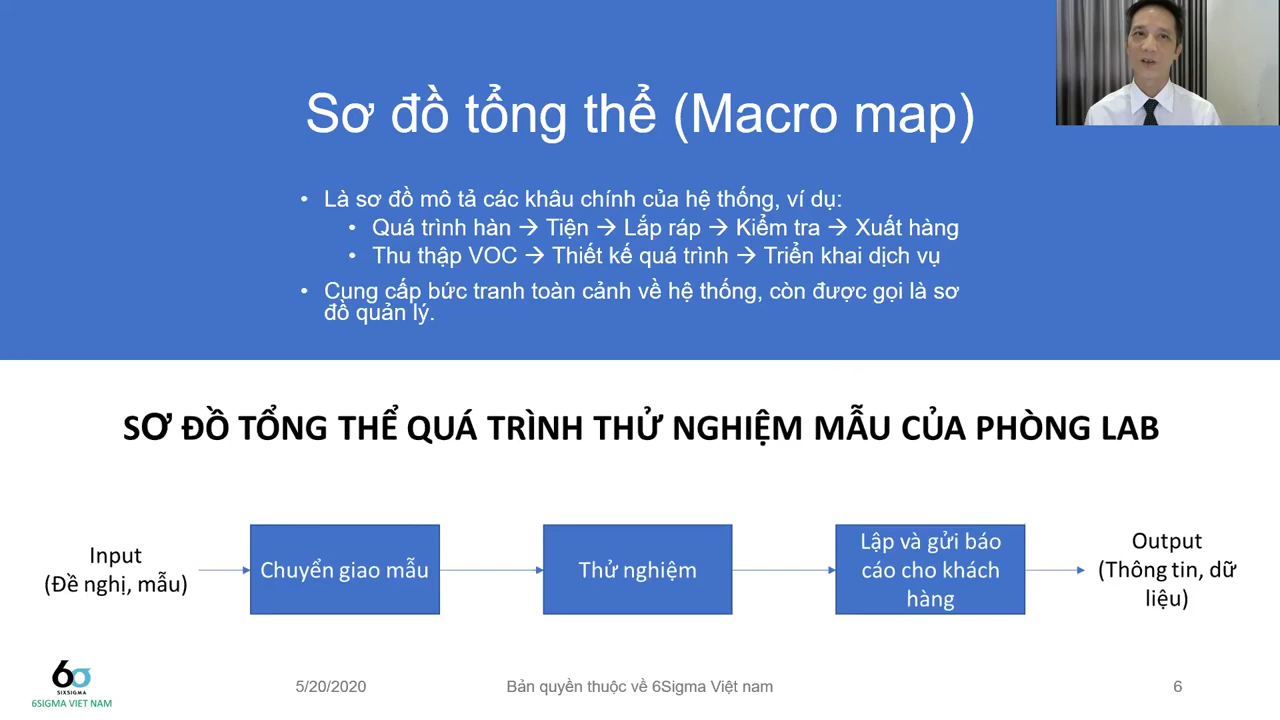 Sơ đồ tổng thể (Macro map)
• Là sơ đồ mô tả các khâu chính của hệ thống, ví dụ:
• Quá trình hàn → Tiện → Lắp ráp → Kiểm tra → Xuất hàng
• Thu thập VOC → Thiết kế quá trình → Triển khai dịch vụ
• Cung cấp bức tranh toàn cảnh về hệ thống, còn được gọi là sơ
đồ quản lý.
SƠ ĐỒ TỔNG THỂ QUÁ TRÌNH THỬ NGHIỆM MẪU CỦA PHÒNG LAB
Input
(Đề nghị, mẫu)
Chuyển giao mẫu
Thử nghiệm
Lập và gửi báo
cáo cho khách
hàng
Output
(Thông tin, dữ
liệu)
6σ
SIXSIGMA
6SIGMA VIET NAM
5/20/2020
Bản quyền thuộc về 6Sigma Việt nam
6